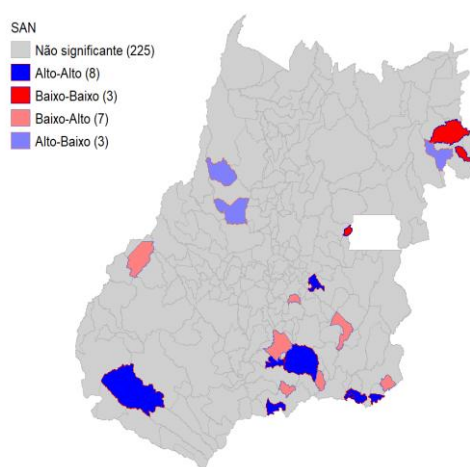 SAN
Não significante (225)
Alto-Alto (8)
Baixo-Baixo (3)
Baixo-Alto (7)
Alto-Baixo (3)